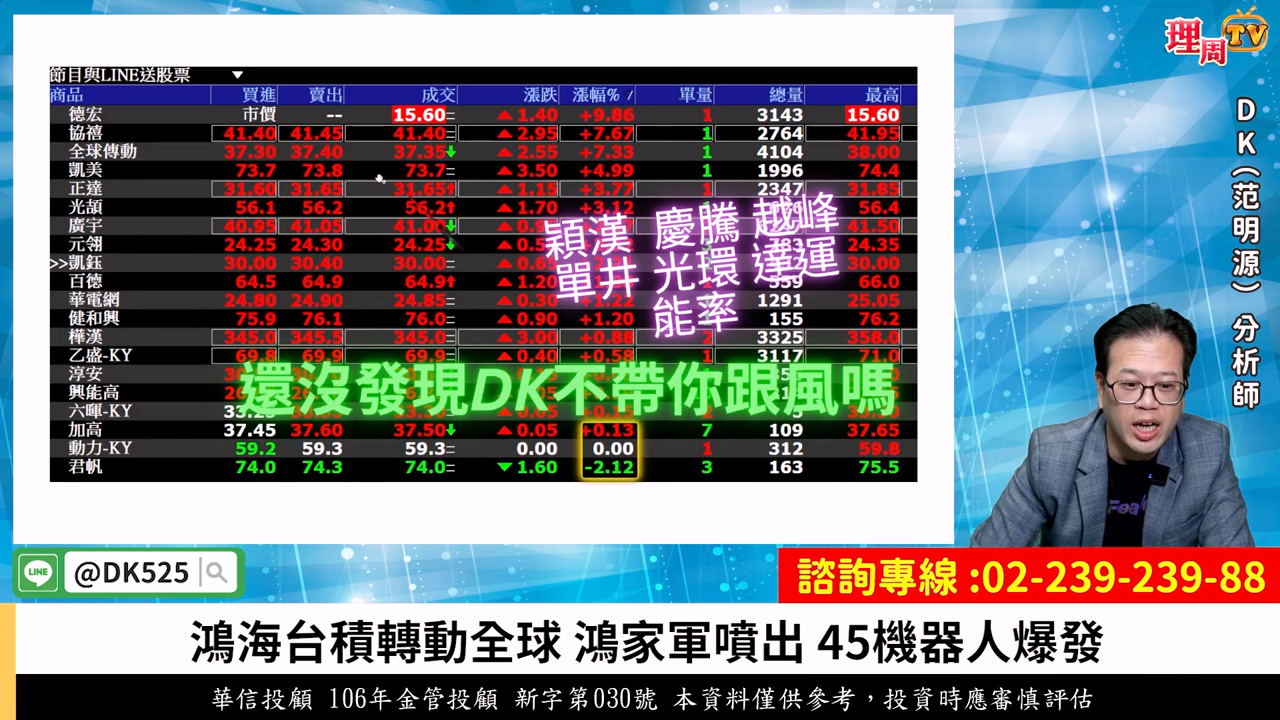 理周TV
DK(范明源) 分析師
節目與LINE送股票
商品 買進 賣出 成交 漲跌 漲幅% 單量 總量 最高
德宏 市價 -- 15.60 ▲1.40 +9.86 1 3143 15.60
協禧 41.40 41.45 41.40 ▲2.95 +7.67 1 2764 41.95
全球傳動 37.30 37.40 37.35 ▲2.55 +7.33 1 4104 38.00
凱美 73.7 73.8 73.7 ▲3.50 +4.99 1 1996 74.4
正達 31.60 31.65 31.65 ▲1.15 +3.77 1 2347 31.85
光頡 56.1 56.2 56.2 ▲1.70 +3.12 56.4
廣宇 40.95 41.05 41.00 41.50
元翎 24.25 24.30 24.25 24.35
>>凱鈺 30.00 30.40 30.00 30.00
百德 64.5 64.9 64.9 66.0
華電網 24.80 24.90 24.85 ▲0.30 +1.22 1291 25.05
健和興 75.9 76.1 76.0 ▲0.90 +1.20 155 76.2
樺漢 345.0 345.5 345.0 ▲3.00 +0.88 2 3325 358.0
乙盛-KY 69.8 69.9 69.9 ▲0.40 +0.58 1 3117 71.0
淳安
興能高
六暉-KY
加高 37.45 37.60 37.50 ▲0.05 +0.13 7 109 37.65
動力-KY 59.2 59.3 59.3 0.00 0.00 1 312 59.8
君帆 74.0 74.3 74.0 ▼1.60 -2.12 3 163 75.5
穎漢 慶騰 越峰
單井 光環 達運
能率
還沒發現DK不帶你跟風嗎
LINE @DK525
諮詢專線:02-239-239-88
鴻海台積轉動全球 鴻家軍噴出 45機器人爆發
華信投顧 106年金管投顧 新字第030號 本資料僅供參考，投資時應審慎評估